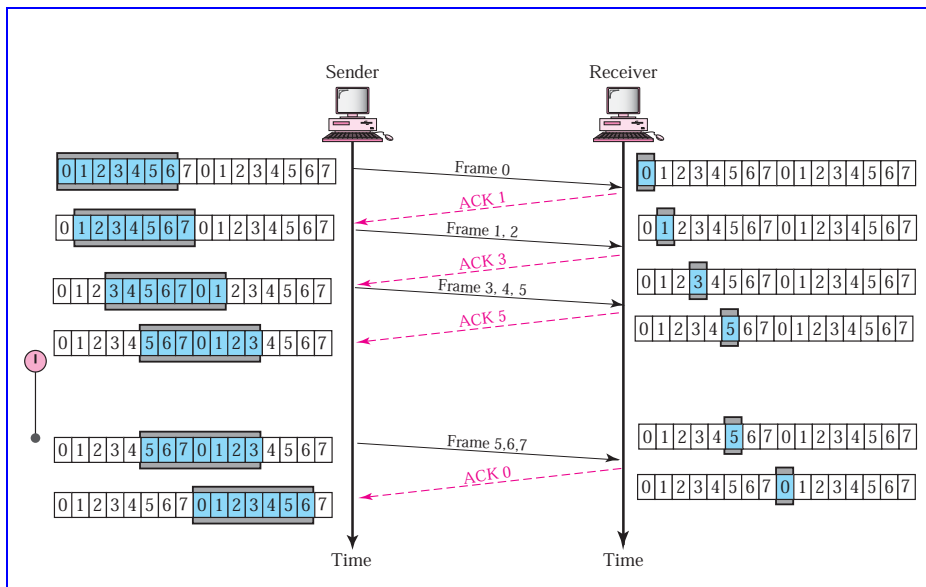 Sender Receiver
0 1 2 3 4 5 6 7 0 1 2 3 4 5 6 7
Frame 0
0 1 2 3 4 5 6 7 0 1 2 3 4 5 6 7
ACK 1
0 1 2 3 4 5 6 7 0 1 2 3 4 5 6 7
Frame 1, 2
0 1 2 3 4 5 6 7 0 1 2 3 4 5 6 7
ACK 3
0 1 2 3 4 5 6 7 0 1 2 3 4 5 6 7
Frame 3, 4, 5
0 1 2 3 4 5 6 7 0 1 2 3 4 5 6 7
ACK 5
0 1 2 3 4 5 6 7 0 1 2 3 4 5 6 7
0 1 2 3 4 5 6 7 0 1 2 3 4 5 6 7
0 1 2 3 4 5 6 7 0 1 2 3 4 5 6 7
Frame 5,6,7
0 1 2 3 4 5 6 7 0 1 2 3 4 5 6 7
ACK 0
0 1 2 3 4 5 6 7 0 1 2 3 4 5 6 7
0 1 2 3 4 5 6 7 0 1 2 3 4 5 6 7
Time Time